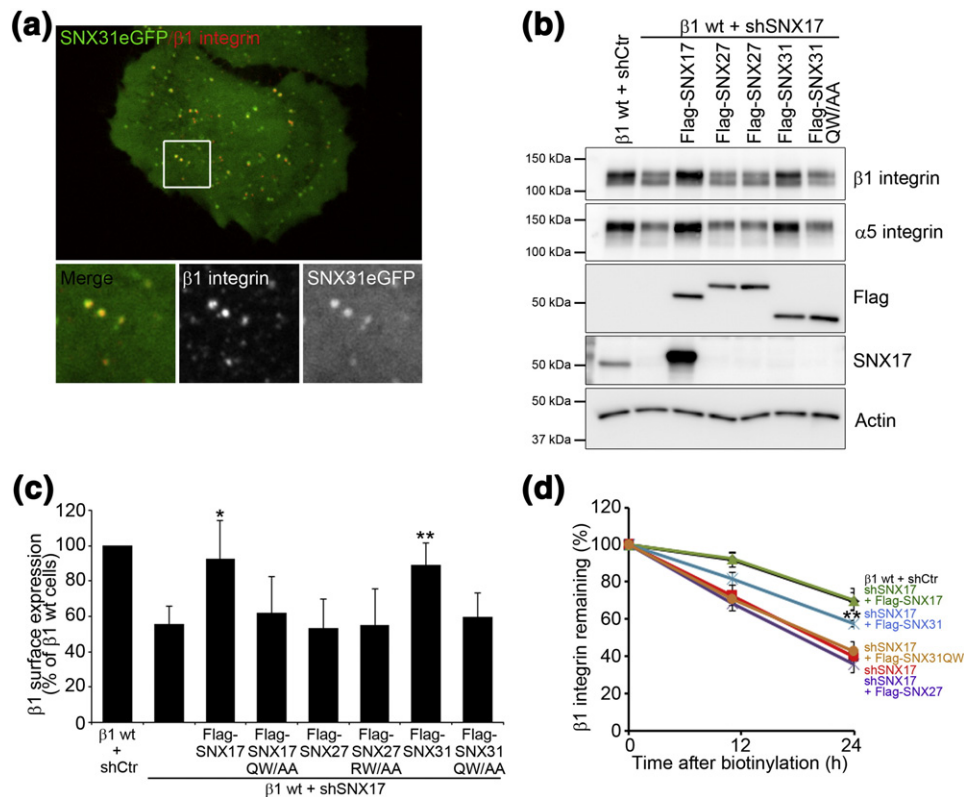 (a)
SNX31eGFP/β1 integrin
Merge
β1 integrin
SNX31eGFP
(b)
β1 wt + shSNX17
β1 wt + shCtr
Flag-SNX17
Flag-SNX27
Flag-SNX27
Flag-SNX31
Flag-SNX31
QW/AA
150 kDa
100 kDa
β1 integrin
150 kDa
100 kDa
α5 integrin
50 kDa
Flag
50 kDa
SNX17
50 kDa
37 kDa
Actin
(c)
β1 surface expression
(% of β1 wt cells)
120
100
80
60
40
20
0
*
**
β1 wt
+
shCtr
Flag-
SNX17
Flag-
SNX17
QW/AA
Flag-
SNX27
Flag-
SNX27
RW/AA
Flag-
SNX31
Flag-
SNX31
QW/AA
β1 wt + shSNX17
(d)
β1 integrin remaining (%)
120
100
80
60
40
20
0
0
12
24
Time after biotinylation (h)
**
β1 wt + shCtr
shSNX17
+ Flag-SNX17
shSNX17
+ Flag-SNX31
shSNX17
+ Flag-SNX31QW
shSNX17
shSNX17
+ Flag-SNX27